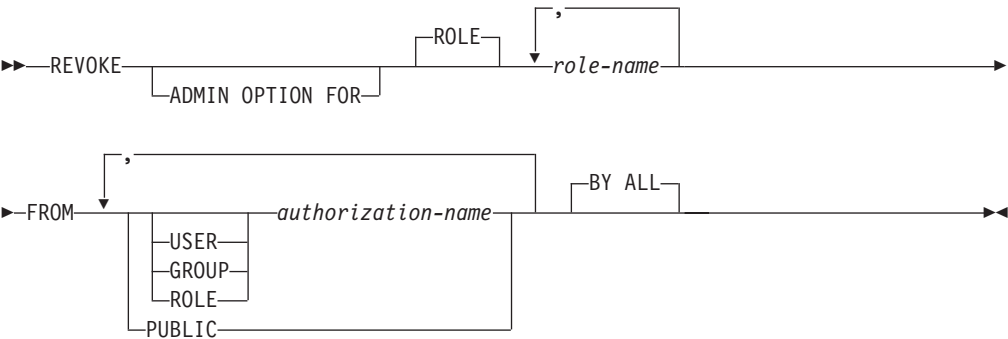 ROLE
,
REVOKE
role-name
ADMIN OPTION FOR
,
BY ALL
FROM
authorization-name
USER
GROUP
ROLE
PUBLIC